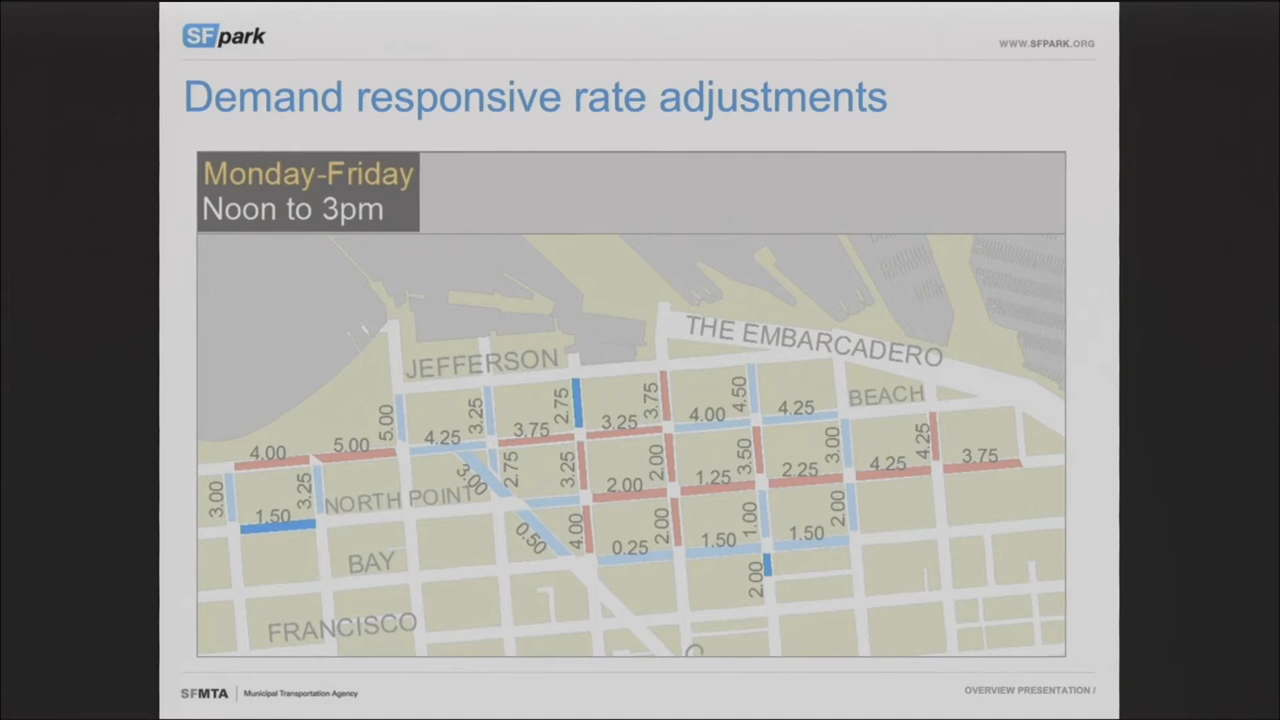 SFpark
WWW.SFPARK.ORG
Demand responsive rate adjustments
Monday-Friday
Noon to 3pm
THE EMBARCADERO
JEFFERSON
BEACH
4.50
3.75
2.75
3.25
5.00
4.00
4.25
3.25
3.75
4.25
5.00
4.00
3.00
4.25
3.50
2.00
3.25
2.75
3.00
3.75
4.25
2.25
1.25
2.00
3.25
3.00
NORTH POINT
1.50
2.00
1.00
2.00
4.00
0.50
1.50
1.50
0.25
BAY
2.00
FRANCISCO
SFMTA | Municipal Transportation Agency
OVERVIEW PRESENTATION /